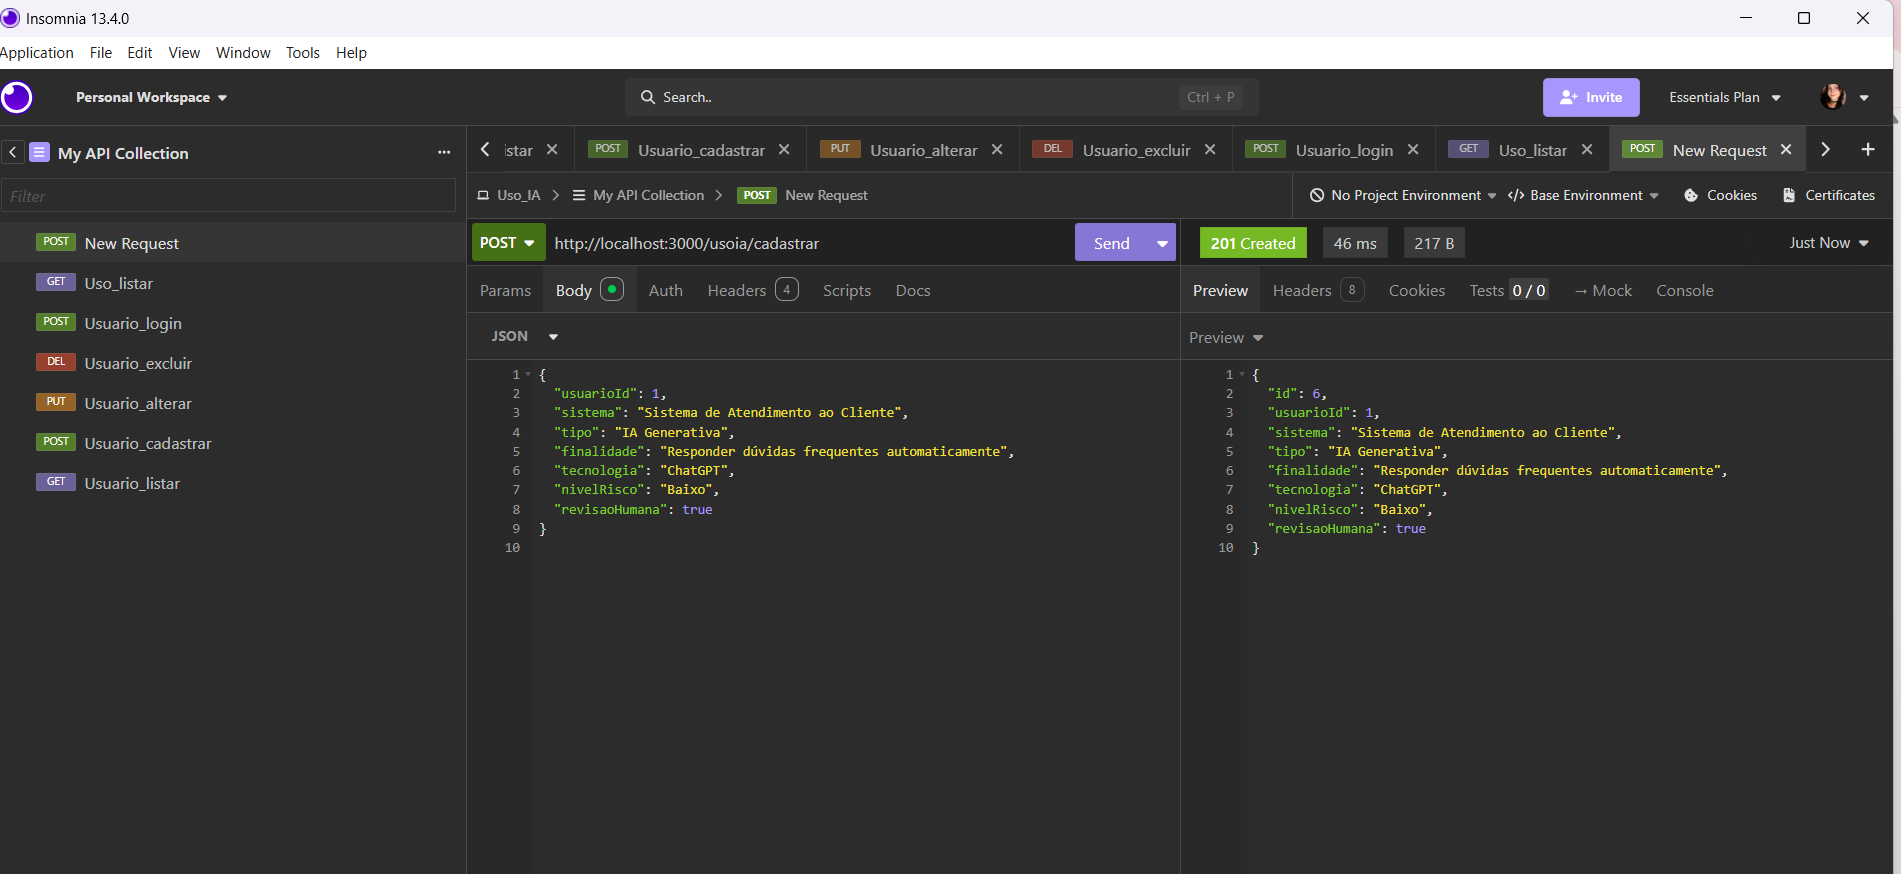 Insomnia 13.4.0
Application File Edit View Window Tools Help
Personal Workspace
Search..
Ctrl + P
Invite
Essentials Plan
My API Collection
istar
POST Usuario_cadastrar
PUT Usuario_alterar
DEL Usuario_excluir
POST Usuario_login
GET Uso_listar
POST New Request
Filter
Uso_IA
My API Collection
POST New Request
No Project Environment
Base Environment
Cookies
Certificates
POST New Request
GET Uso_listar
POST Usuario_login
DEL Usuario_excluir
PUT Usuario_alterar
POST Usuario_cadastrar
GET Usuario_listar
POST http://localhost:3000/usoia/cadastrar
Send
201 Created
46 ms
217 B
Just Now
Params Body Auth Headers 4 Scripts Docs
Preview Headers 8 Cookies Tests 0 / 0 → Mock Console
JSON
Preview
1 {
2 "usuarioId": 1,
3 "sistema": "Sistema de Atendimento ao Cliente",
4 "tipo": "IA Generativa",
5 "finalidade": "Responder dúvidas frequentes automaticamente",
6 "tecnologia": "ChatGPT",
7 "nivelRisco": "Baixo",
8 "revisaoHumana": true
9 }
10
1 {
2 "id": 6,
3 "usuarioId": 1,
4 "sistema": "Sistema de Atendimento ao Cliente",
5 "tipo": "IA Generativa",
6 "finalidade": "Responder dúvidas frequentes automaticamente",
7 "tecnologia": "ChatGPT",
8 "nivelRisco": "Baixo",
9 "revisaoHumana": true
10 }